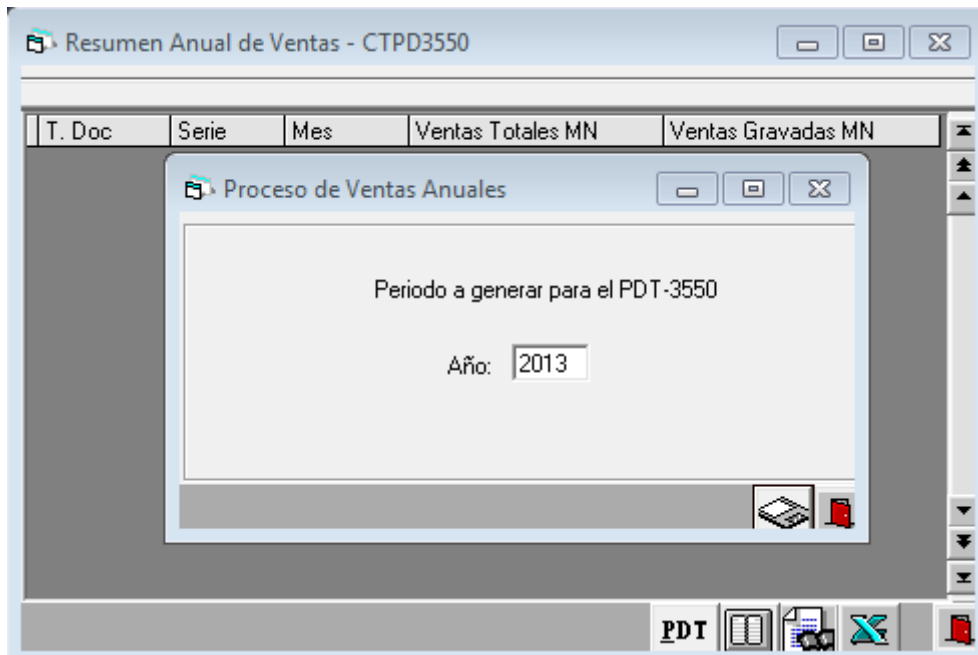 Resumen Anual de Ventas - CTPD3550
T. Doc Serie Mes Ventas Totales MN Ventas Gravadas MN
Proceso de Ventas Anuales
Periodo a generar para el PDT-3550
Año: 2013
PDT